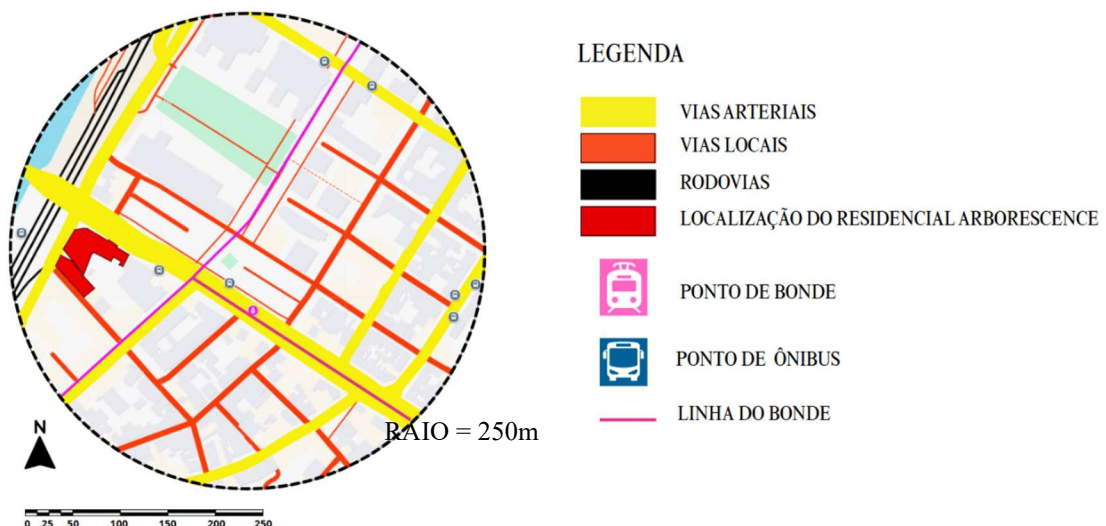 LEGENDA
VIAS ARTERIAIS
VIAS LOCAIS
RODOVIAS
LOCALIZAÇÃO DO RESIDENCIAL ARBORESCENCE
PONTO DE BONDE
PONTO DE ÔNIBUS
LINHA DO BONDE
RAIO = 250m
N
0 25 50 100 150 200 250